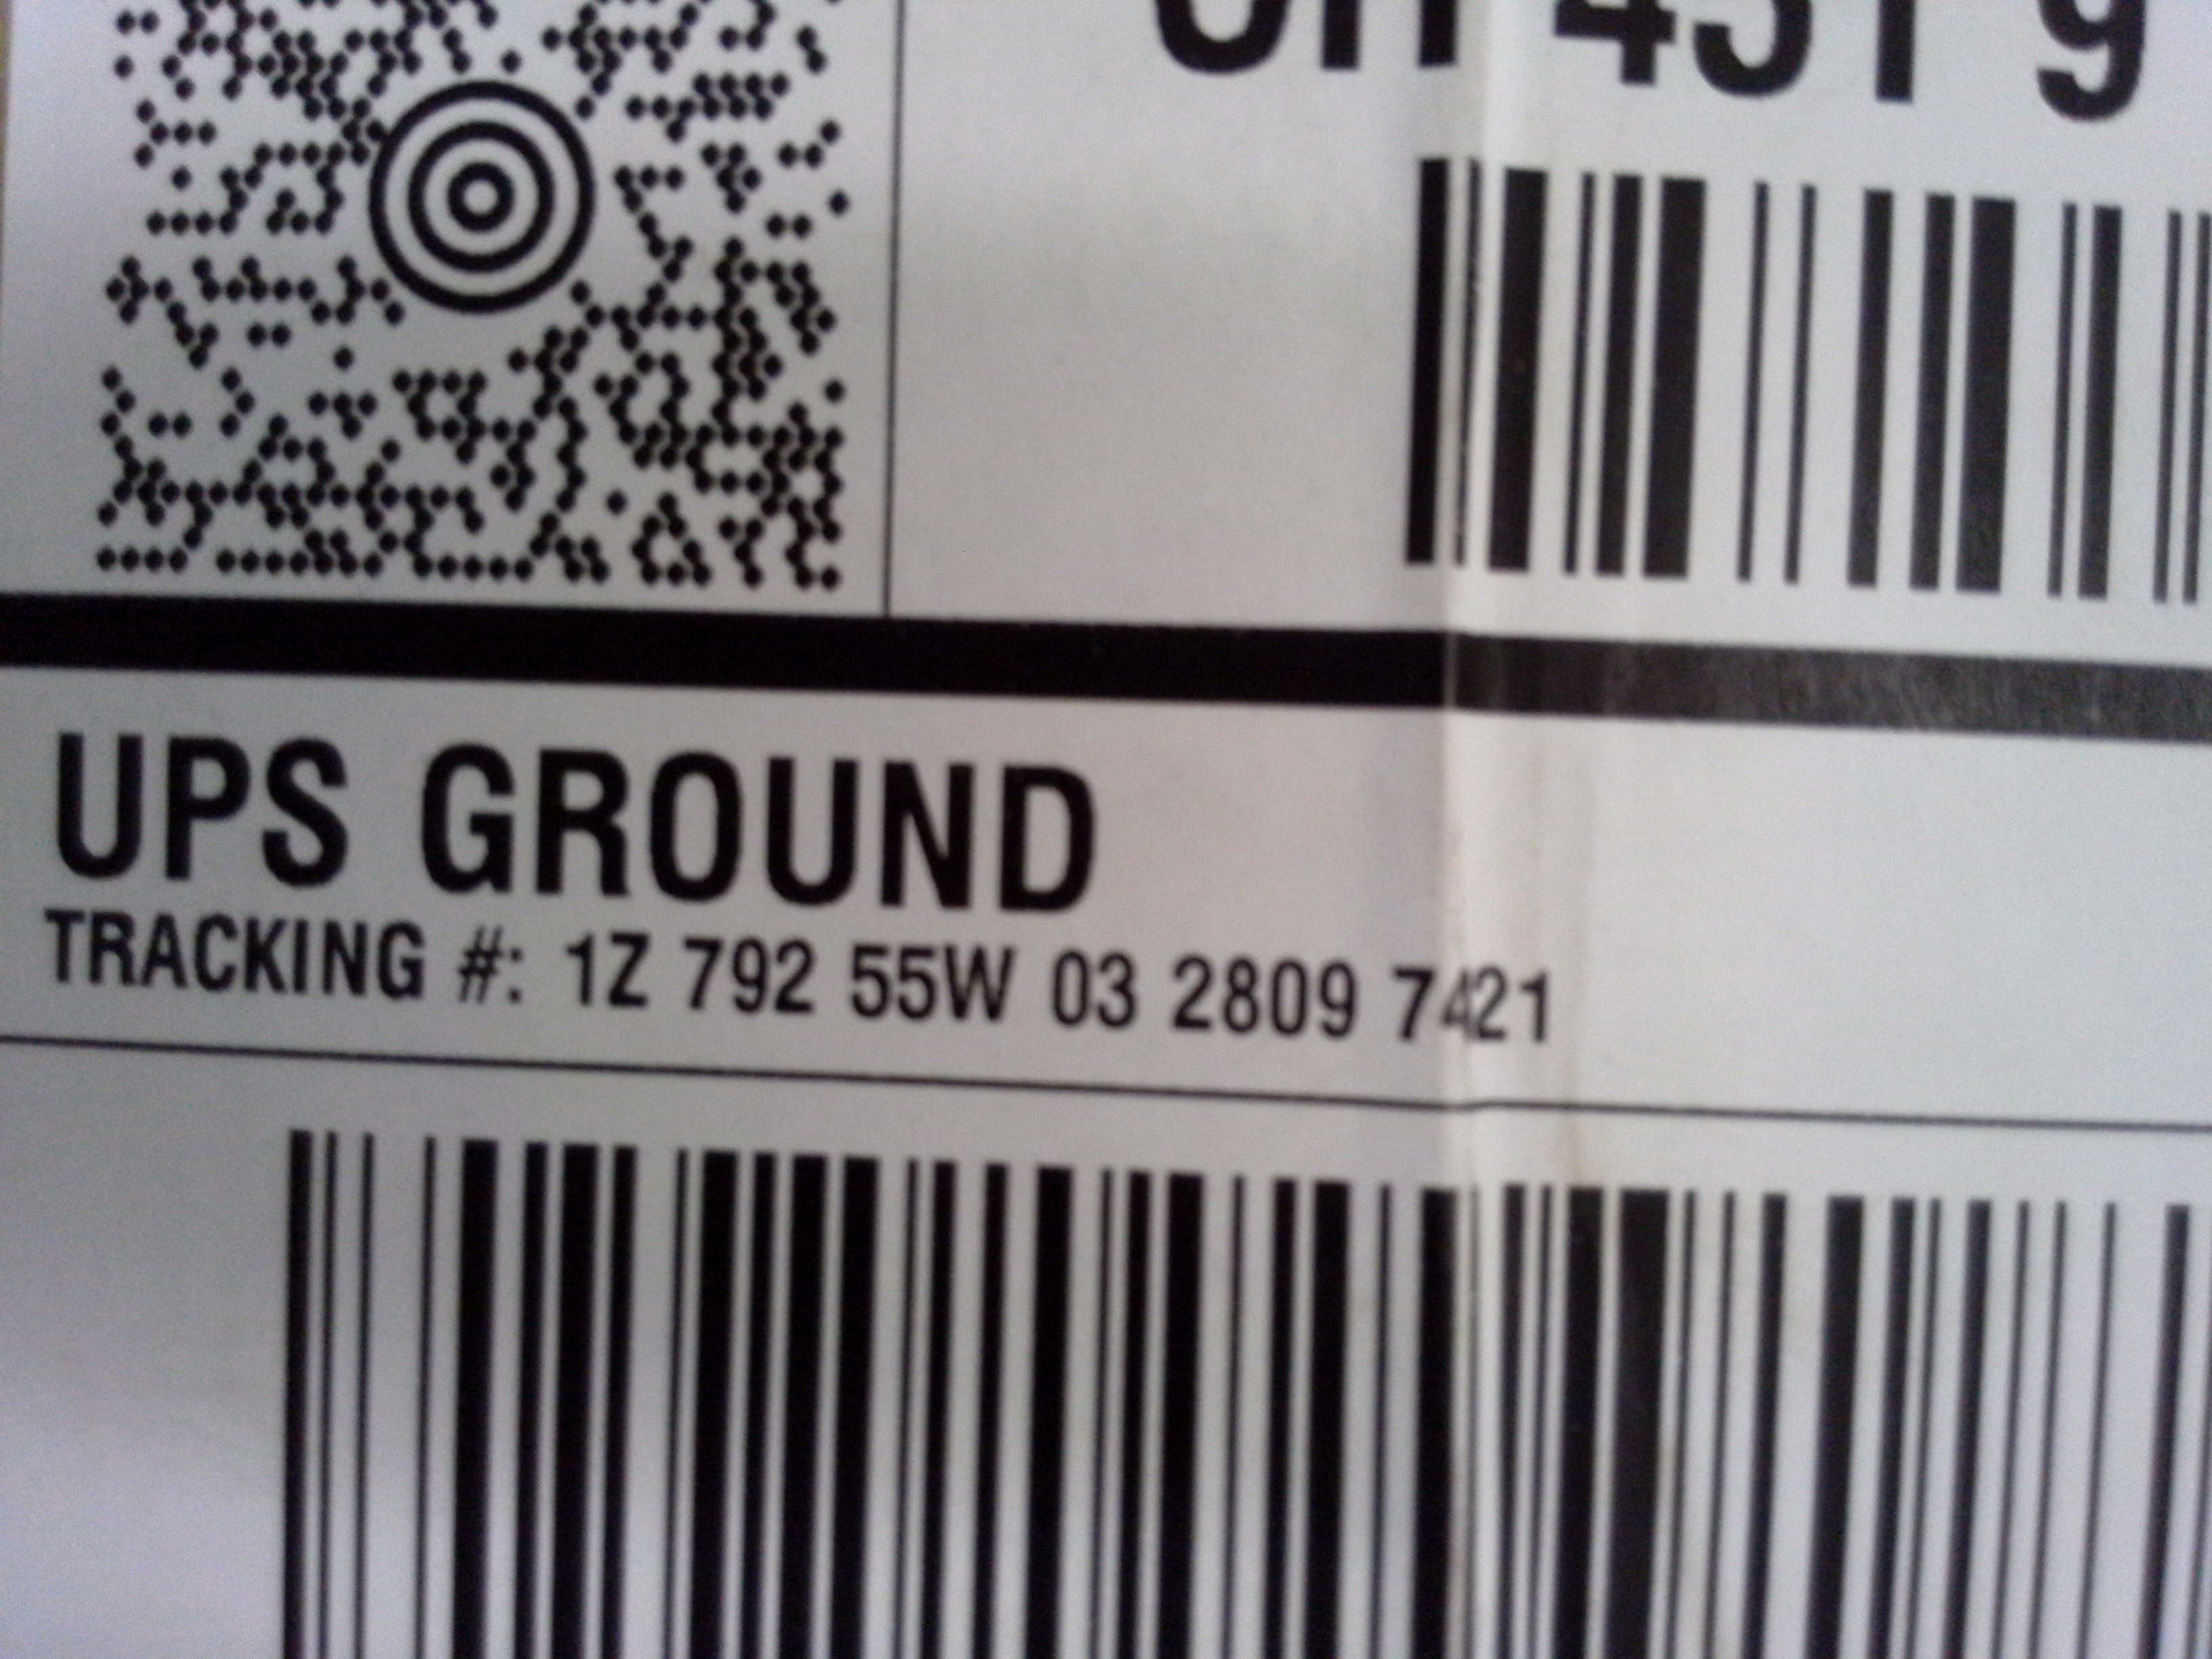 UPS GROUND
TRACKING #: 1Z 792 55W 03 2809 7421